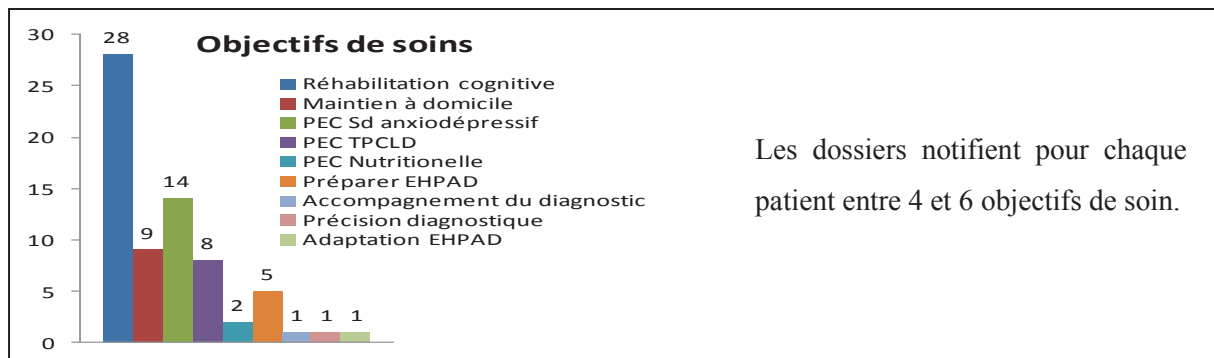 Objectifs de soins
30
25
20
15
10
5
0
28
9
14
8
2
5
1
1
1
Réhabilitation cognitive
Maintien à domicile
PEC Sd anxiodépressif
PEC TPCLD
PEC Nutritionelle
Préparer EHPAD
Accompagnement du diagnostic
Précision diagnostique
Adaptation EHPAD
Les dossiers notifient pour chaque
patient entre 4 et 6 objectifs de soin.